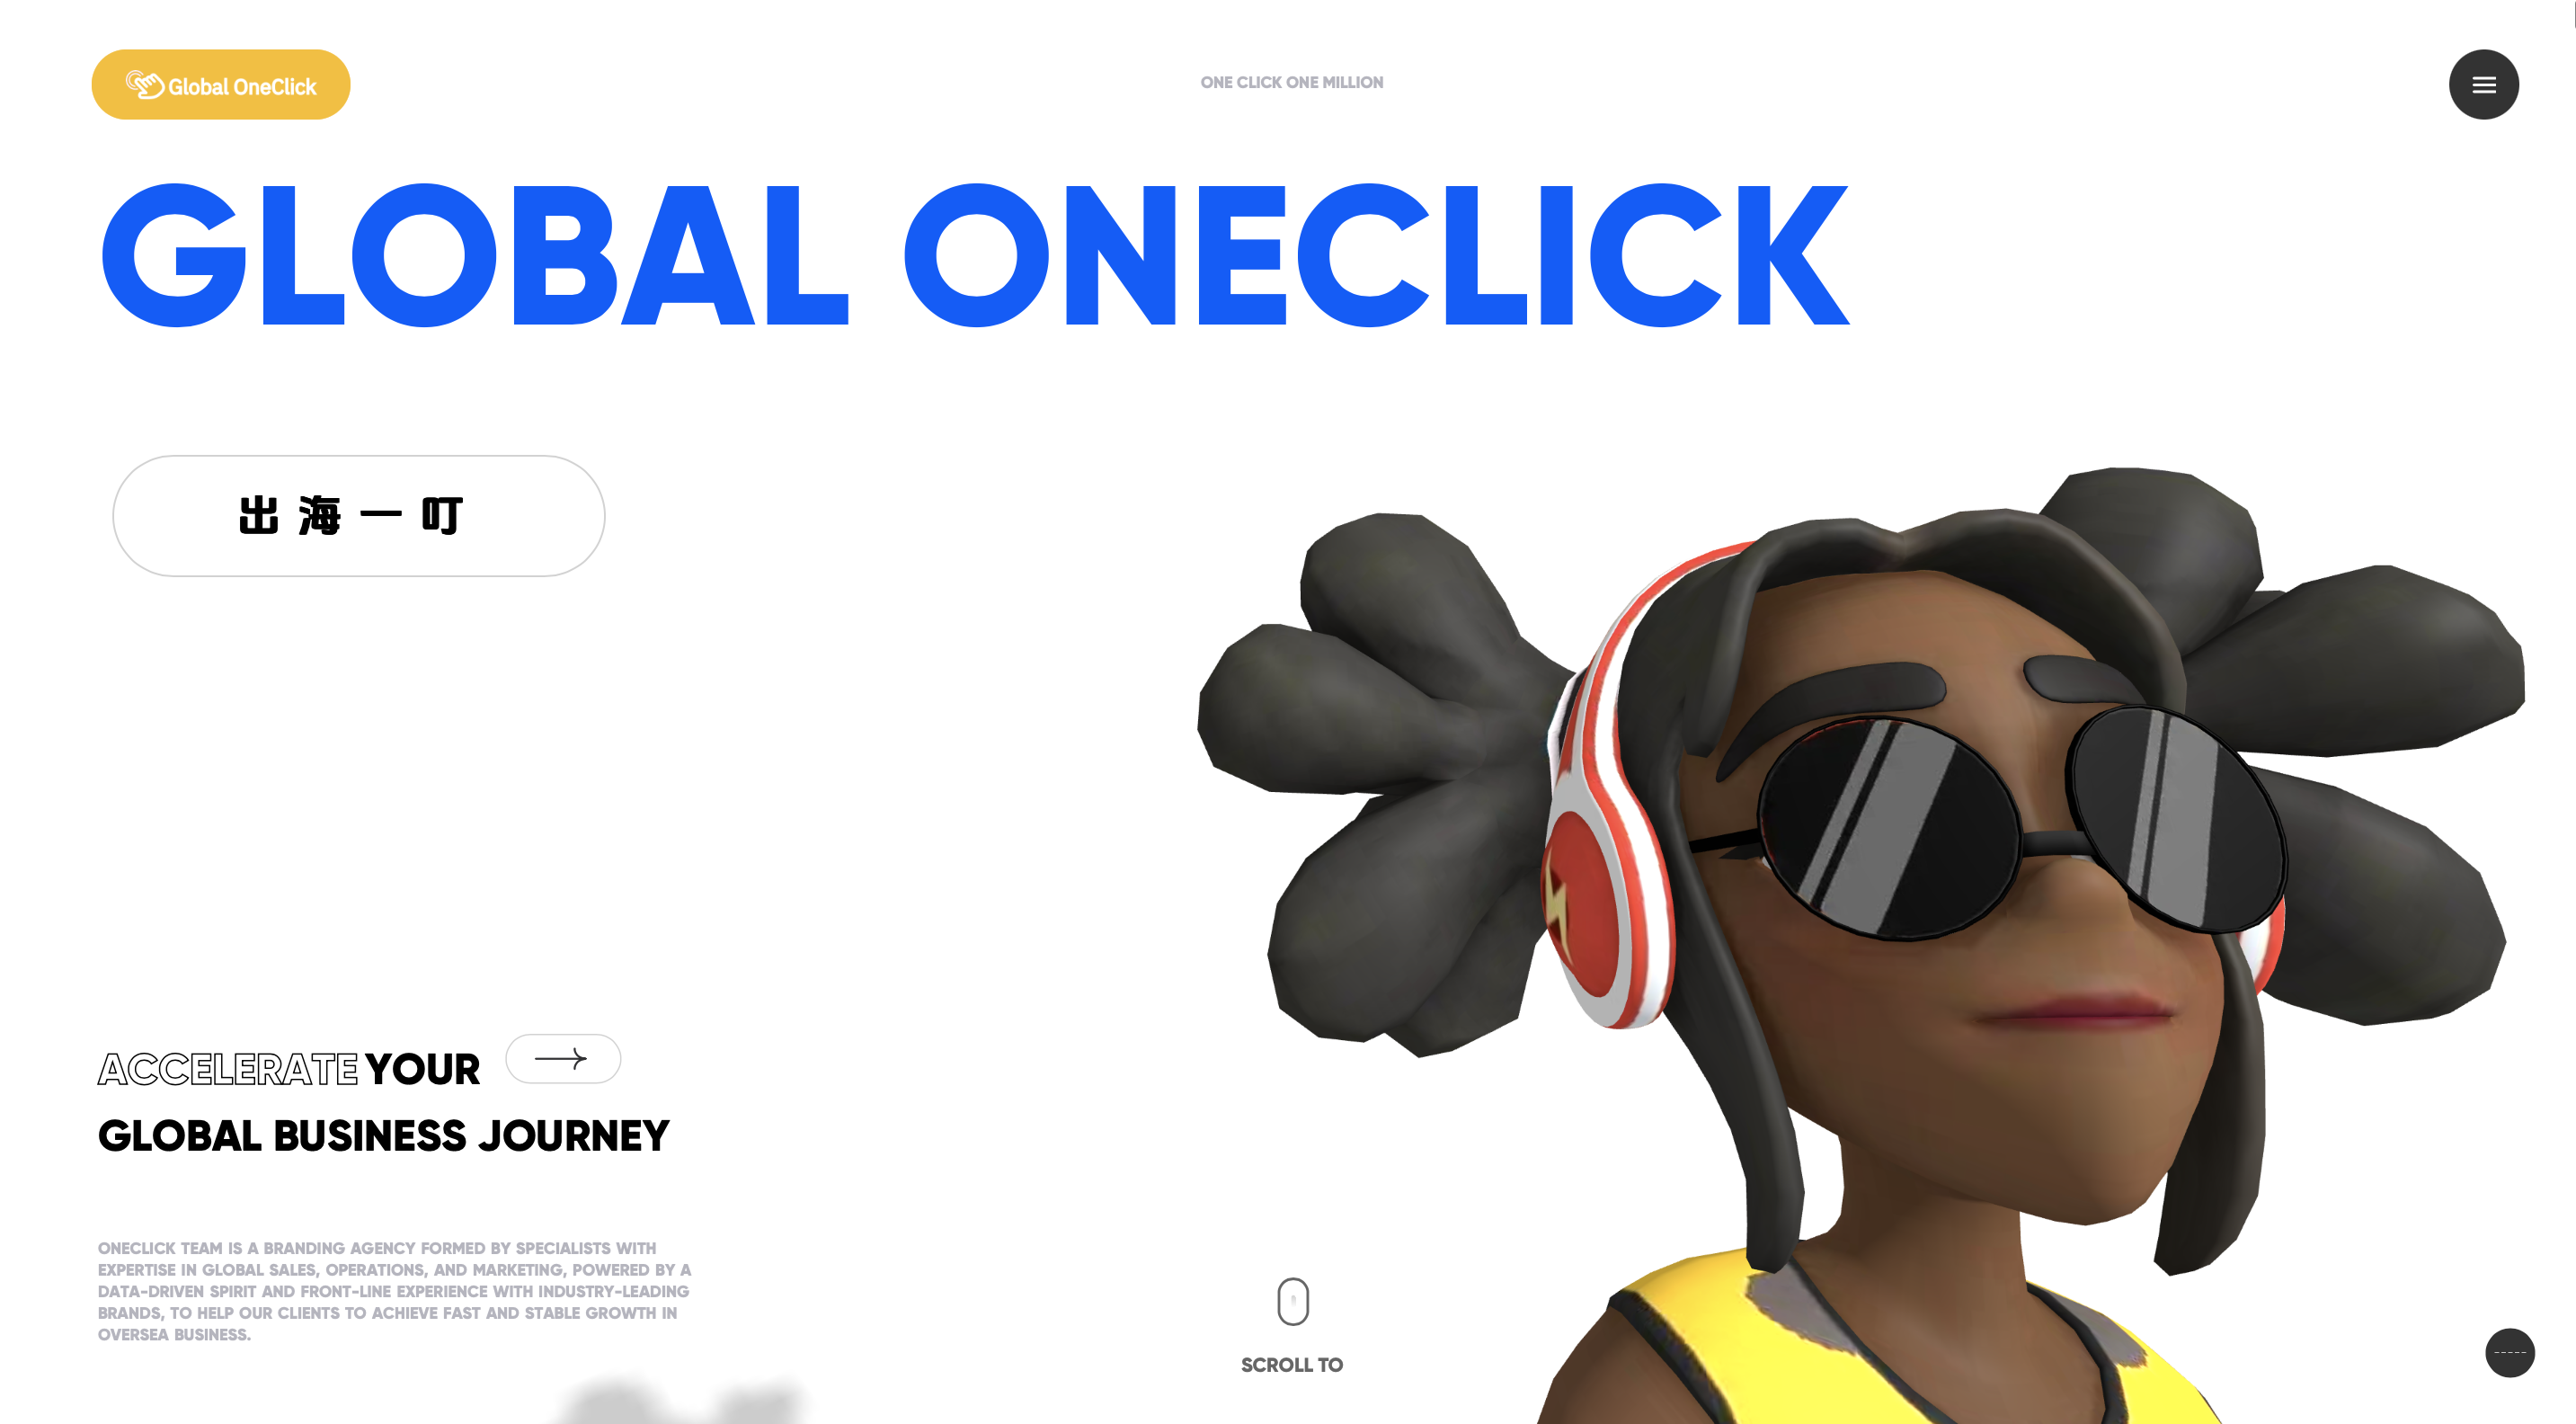 Global OneClick
ONE CLICK ONE MILLION
GLOBAL ONECLICK
出海一叮
ACCELERATE YOUR
GLOBAL BUSINESS JOURNEY
ONECLICK TEAM IS A BRANDING AGENCY FORMED BY SPECIALISTS WITH
EXPERTISE IN GLOBAL SALES, OPERATIONS, AND MARKETING, POWERED BY A
DATA-DRIVEN SPIRIT AND FRONT-LINE EXPERIENCE WITH INDUSTRY-LEADING
BRANDS, TO HELP OUR CLIENTS TO ACHIEVE FAST AND STABLE GROWTH IN
OVERSEA BUSINESS.
SCROLL TO